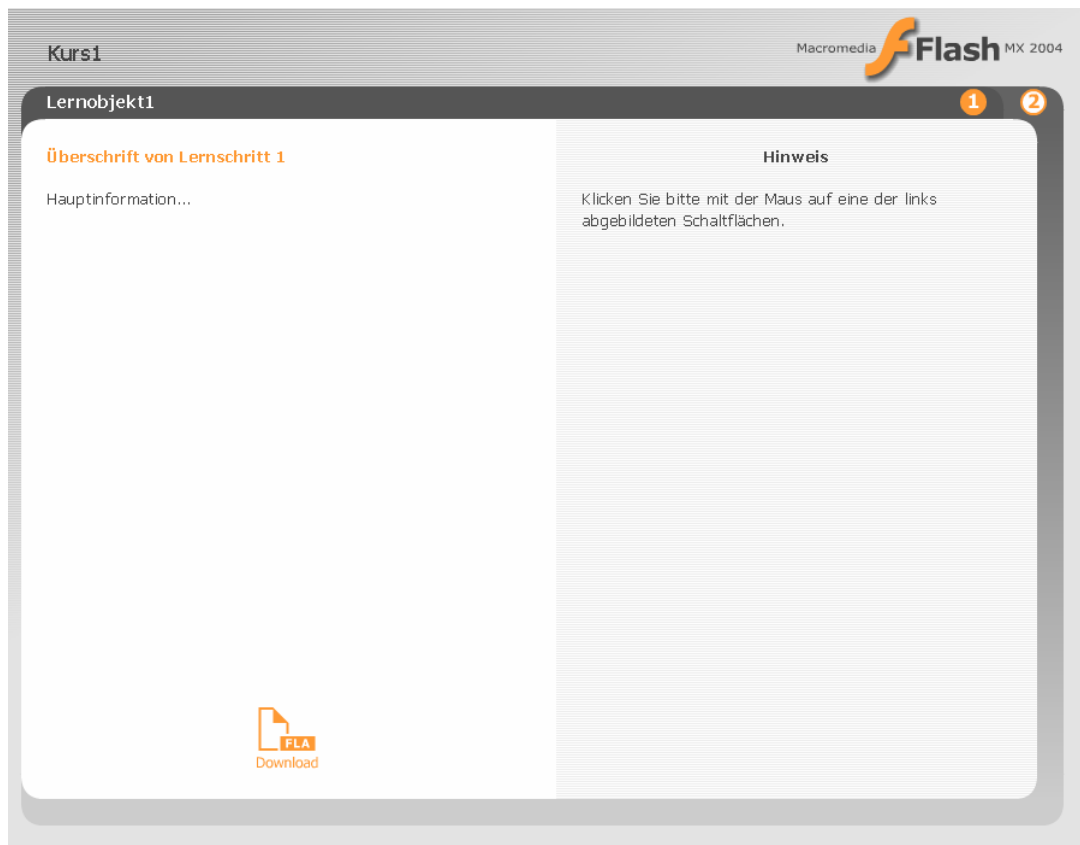 Kurs1
Macromedia Flash MX 2004
Lernobjekt1
1 2
Überschrift von Lernschritt 1
Hauptinformation...
Hinweis
Klicken Sie bitte mit der Maus auf eine der links
abgebildeten Schaltflächen.
FLA
Download